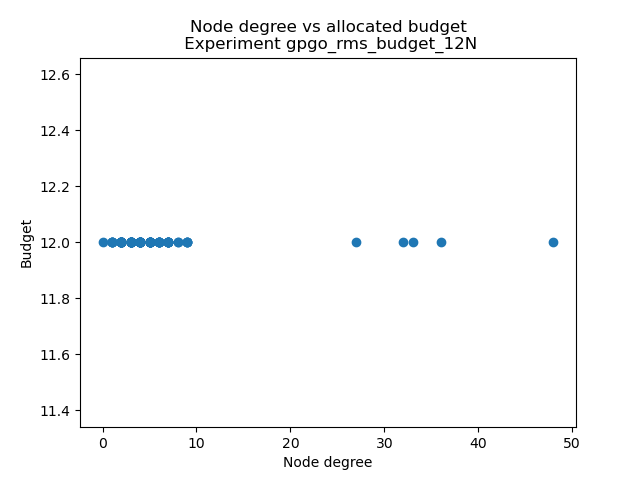 Node degree vs allocated budget
Experiment gpgo_rms_budget_12N
12.6
12.4
12.2
12.0
11.8
11.6
11.4
Budget
0 10 20 30 40 50
Node degree